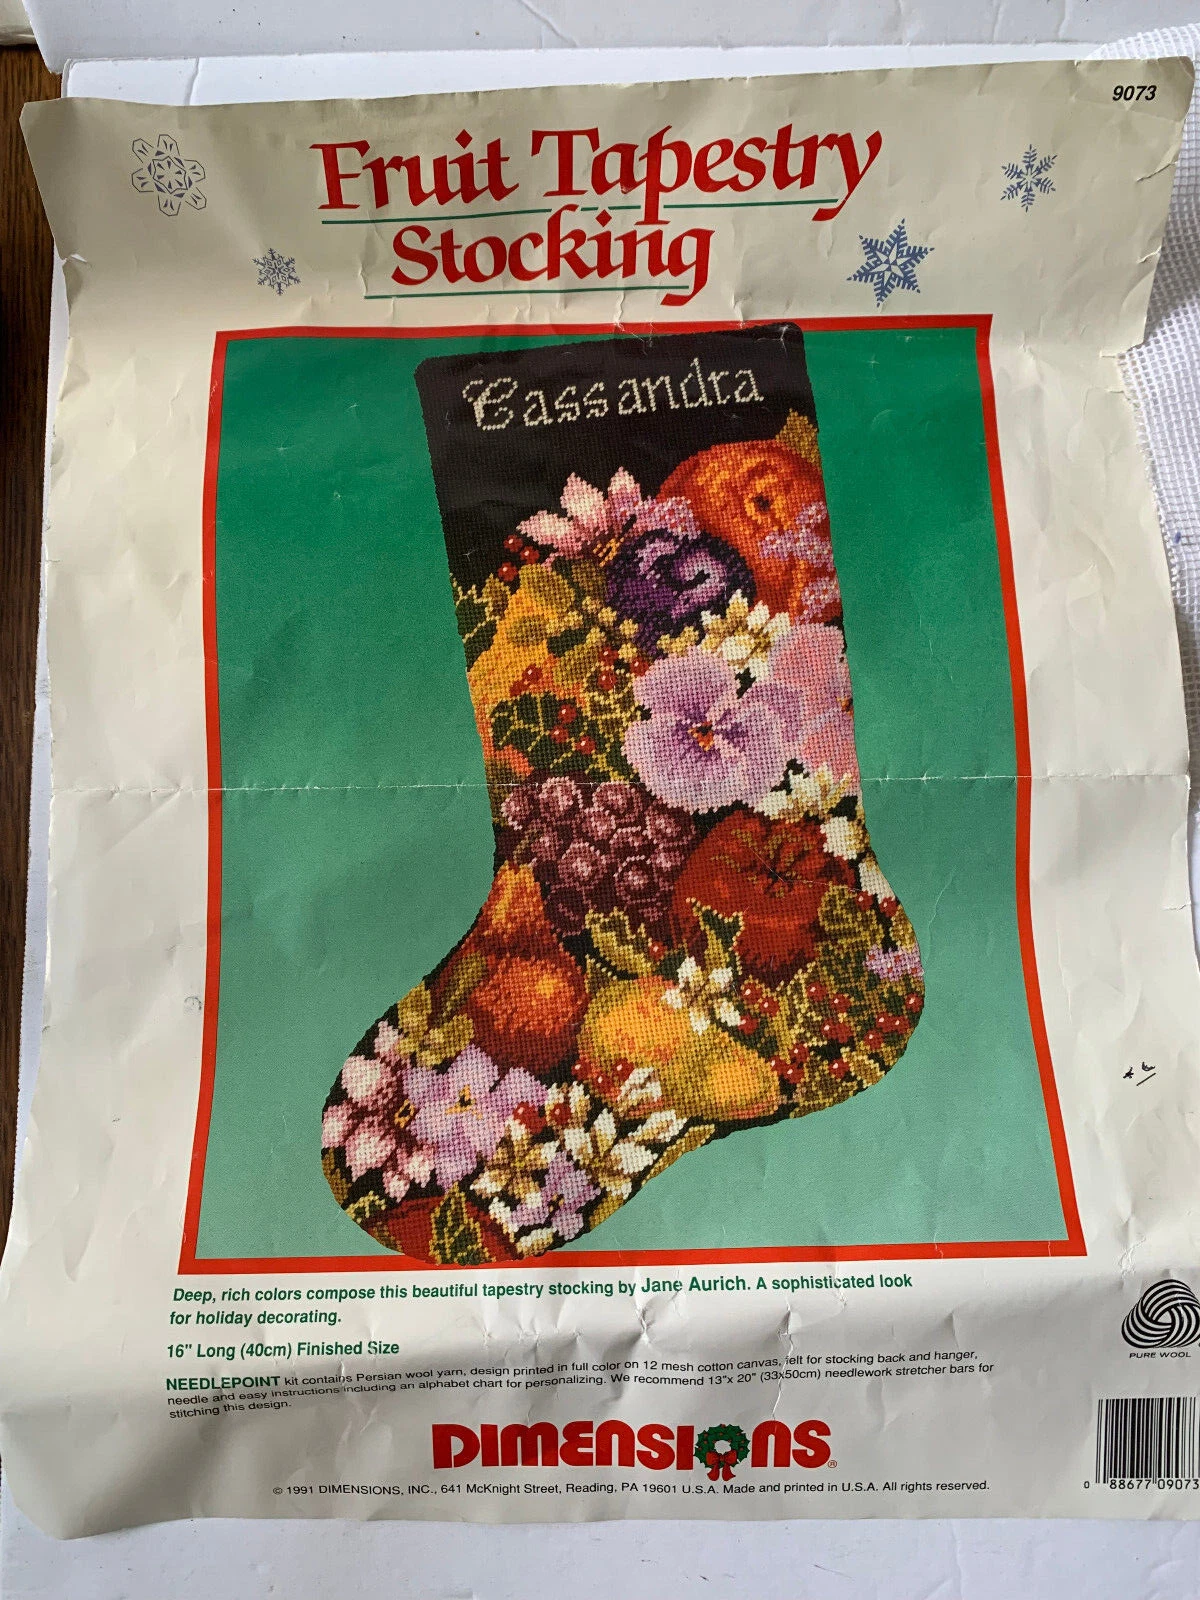 9073
Fruit Tapestry
Stocking
Cassandra
Deep, rich colors compose this beautiful tapestry stocking by Jane Aurich. A sophisticated look
for holiday decorating.
16" Long (40cm) Finished Size
NEEDLEPOINT kit contains Persian wool yarn, design printed in full color on 12 mesh cotton canvas, felt for stocking back and hanger,
needle and easy instructions including an alphabet chart for personalizing. We recommend 13"x 20" (33x50cm) needlework stretcher bars for
stitching this design.
PURE WOOL
DIMENSIONS®
© 1991 DIMENSIONS, INC., 641 McKnight Street, Reading, PA 19601 U.S.A. Made and printed in U.S.A. All rights reserved.
0 88677 09073